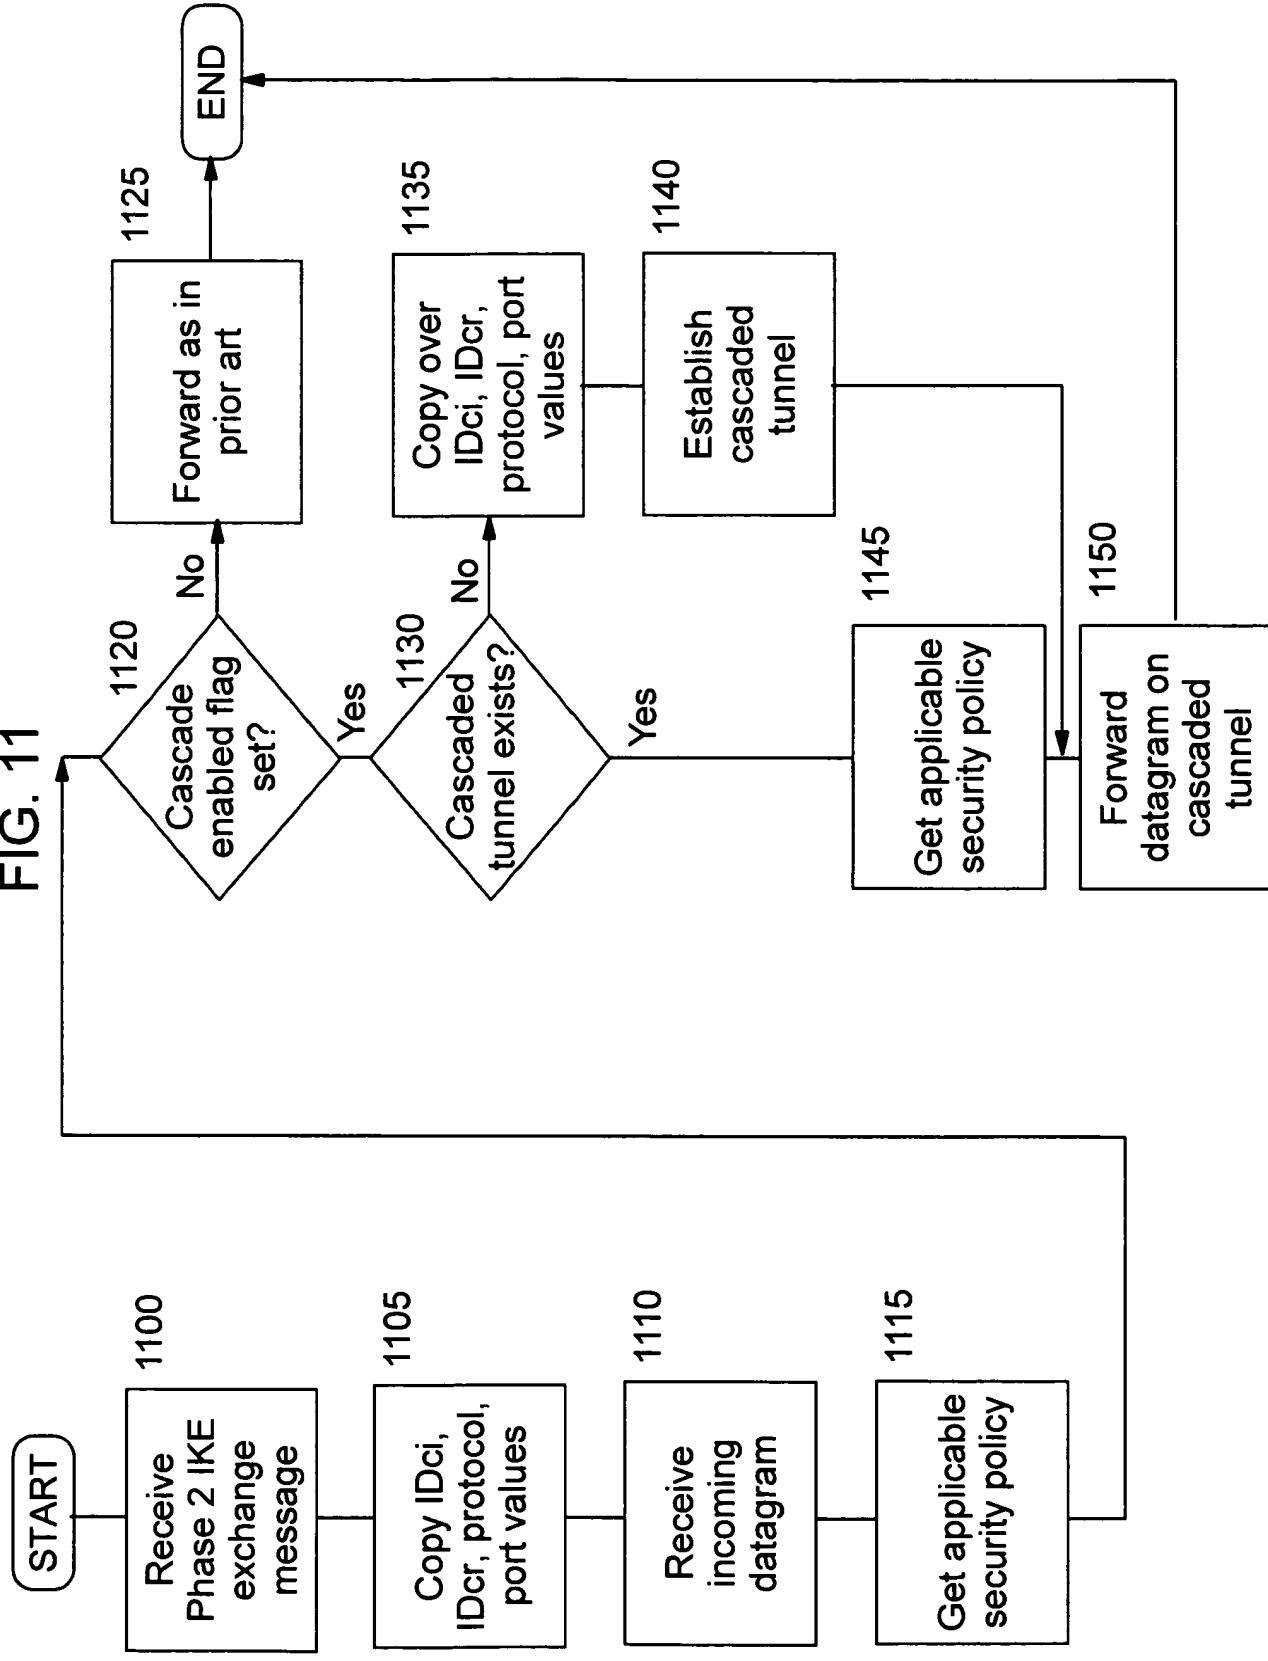 FIG. 11
START
1100
Receive
Phase 2 IKE
exchange
message
1105
Copy IDci,
IDcr, protocol,
port values
1110
Receive
incoming
datagram
1115
Get applicable
security policy
1120
Cascade
enabled flag
set?
No
1125
Forward as in
prior art
END
Yes
1130
Cascaded
tunnel exists?
No
1135
Copy over
IDci, IDcr,
protocol, port
values
1140
Establish
cascaded
tunnel
Yes
1145
Get applicable
security policy
1150
Forward
datagram on
cascaded
tunnel